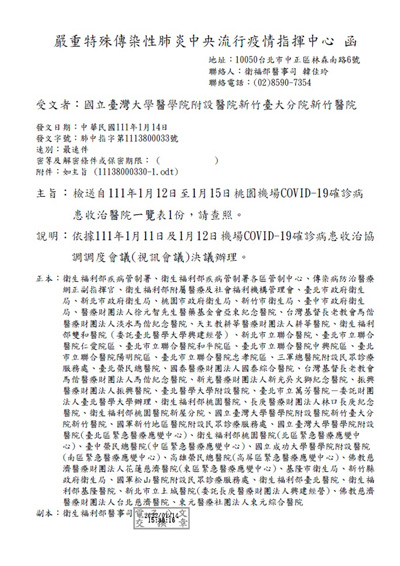 嚴重特殊傳染性肺炎中央流行疫情指揮中心 函
地址：10050台北市中正區林森南路6號
聯絡人：衛福部醫事司 韓佳玲
聯絡電話：(02)8590-7354
受文者：國立臺灣大學醫學院附設醫院新竹臺大分院新竹醫院
發文日期：中華民國111年1月14日
發文字號：肺中指字第1113800033號
速別：最速件
密等及解密條件或保密期限：( )
附件：如主旨 (11138000330-1.odt)
主旨：檢送自111年1月12日至1月15日桃園機場COVID-19確診病
患收治醫院一覽表1份，請查照。
說明：依據111年1月11日及1月12日機場COVID-19確診病患收治協
調調度會議(視訊會議)決議辦理。
正本：衛生福利部疾病管制署、衛生福利部疾病管制署各區管制中心、傳染病防治醫療
網正副指揮官、衛生福利部附屬醫療及社會福利機構管理會、臺北市政府衛生
局、新北市政府衛生局、桃園市政府衛生局、新竹市衛生局、臺中市政府衛生
局、醫療財團法人徐元智先生醫藥基金會亞東紀念醫院、台灣基督長老教會馬偕
醫療財團法人淡水馬偕紀念醫院、天主教耕莘醫療財團法人耕莘醫院、衛生福利
部雙和醫院(委託臺北醫學大學興建經營)、新北市立聯合醫院、臺北市立聯合醫
院仁愛院區、臺北市立聯合醫院和平院區、臺北市立聯合醫院中興院區、臺北市
立聯合醫院陽明院區、臺北市立聯合醫院忠孝院區、三軍總醫院附設民眾診療
服務處、臺北榮民總醫院、國泰醫療財團法人國泰綜合醫院、台灣基督長老教會
馬偕醫療財團法人馬偕紀念醫院、新光醫療財團法人新光吳火獅紀念醫院、振興
醫療財團法人振興醫院、臺北醫學大學附設醫院、臺北市立萬芳醫院－委託財團
法人臺北醫學大學辦理、衛生福利部桃園醫院、長庚醫療財團法人林口長庚紀念
醫院、衛生福利部桃園醫院新屋分院、國立臺灣大學醫學院附設醫院新竹臺大分
院新竹醫院、國軍新竹地區醫院附設民眾診療服務處、國立臺灣大學醫學院附設
醫院(臺北區緊急醫療應變中心)、衛生福利部桃園醫院(北區緊急醫療應變中
心)、臺中榮民總醫院(中區緊急醫療應變中心)、國立成功大學醫學院附設醫院
(南區緊急醫療應變中心)、高雄榮民總醫院(高屏區緊急醫療應變中心)、佛教慈
濟醫療財團法人花蓮慈濟醫院(東區緊急醫療應變中心)、基隆市衛生局、新竹縣
政府衛生局、國軍松山醫院附設民眾診療服務處、衛生福利部臺北醫院、衛生福
利部基隆醫院、新北市立土城醫院(委託長庚醫療財團法人興建經營)、佛教慈濟
醫療財團法人台北慈濟醫院、東元醫療社團法人東元綜合醫院
副本：衛生福利部醫事司
電子公文
2022/01/14
交換章